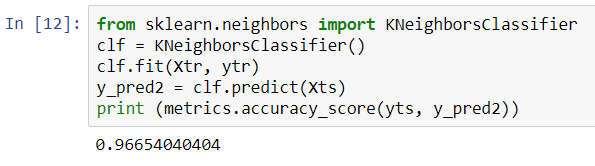 In [12]: from sklearn.neighbors import KNeighborsClassifier
clf = KNeighborsClassifier()
clf.fit(Xtr, ytr)
y_pred2 = clf.predict(Xts)
print (metrics.accuracy_score(yts, y_pred2))
0.96654040404